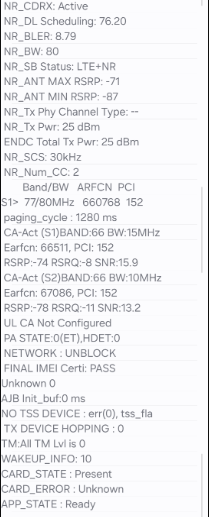 NR_CDRX: Active
NR_DL Scheduling: 76.20
NR_BLER: 8.79
NR_BW: 80
NR_SB Status: LTE+NR
NR_ANT MAX RSRP: -71
NR_ANT MIN RSRP: -87
NR_Tx Phy Channel Type: --
NR_Tx Pwr: 25 dBm
ENDC Total Tx Pwr: 25 dBm
NR_SCS: 30kHz
NR_Num_CC: 2
Band/BW ARFCN PCI
S1> 77/80MHz 660768 152
paging_cycle : 1280 ms
CA-Act (S1)BAND:66 BW:15MHz
Earfcn: 66511, PCI: 152
RSRP:-74 RSRQ:-8 SNR:15.9
CA-Act (S2)BAND:66 BW:10MHz
Earfcn: 67086, PCI: 152
RSRP:-78 RSRQ:-11 SNR:13.2
UL CA Not Configured
PA STATE:0(ET),HDET:0
NETWORK : UNBLOCK
FINAL IMEI Certi: PASS
Unknown 0
AJB Init_buf:0 ms
NO TSS DEVICE : err(0), tss_fla
TX DEVICE HOPPING : 0
TM:All TM Lvl is 0
WAKEUP_INFO: 10
CARD_STATE : Present
CARD_ERROR : Unknown
APP_STATE : Ready